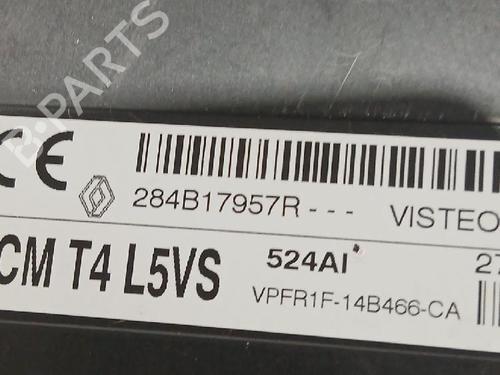 B-PARTS
CE
284B17957R--- VISTEO
CM T4 L5VS 524AI 27
VPFR1F-14B466-CA